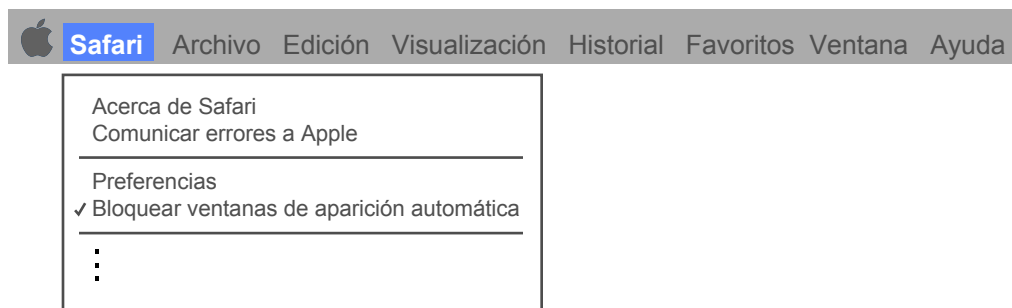 Safari Archivo Edición Visualización Historial Favoritos Ventana Ayuda
Acerca de Safari
Comunicar errores a Apple
Preferencias
Bloquear ventanas de aparición automática